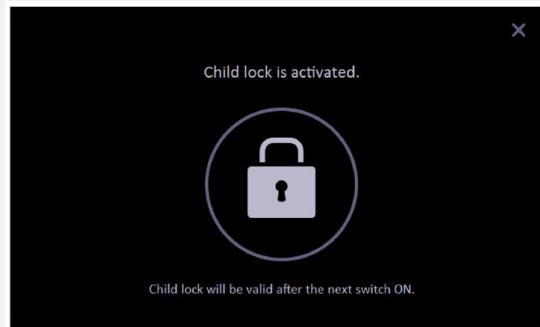 Child lock is activated.
Child lock will be valid after the next switch ON.